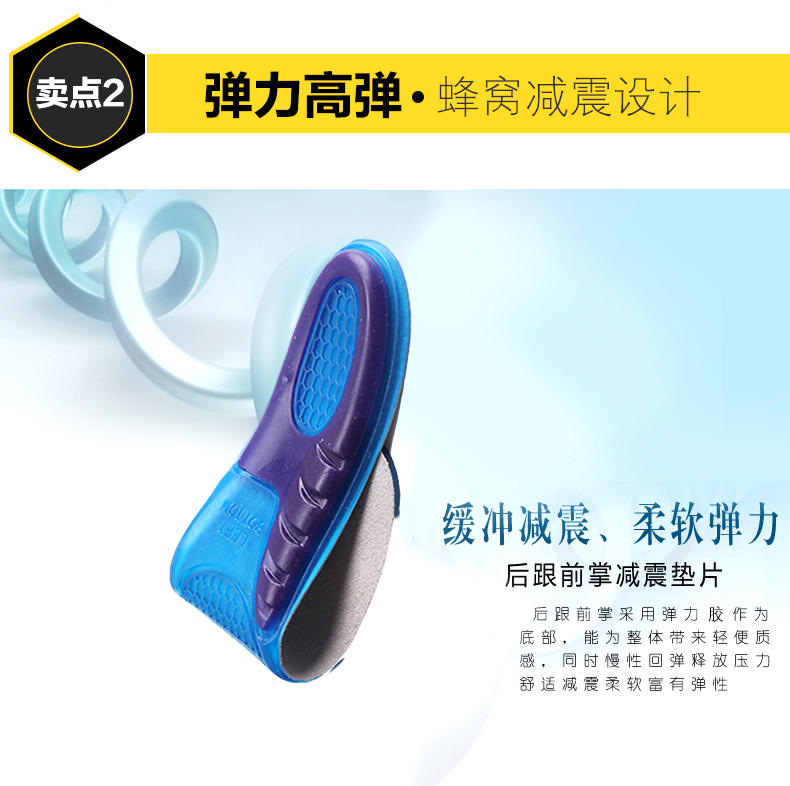 卖点2
弹力高弹·蜂窝减震设计
LEFT
BOTTOM
缓冲减震、柔软弹力
后跟前掌减震垫片
后跟前掌采用弹力胶作为
底部，能为整体带来轻便质
感，同时慢性回弹释放压力
舒适减震柔软富有弹性